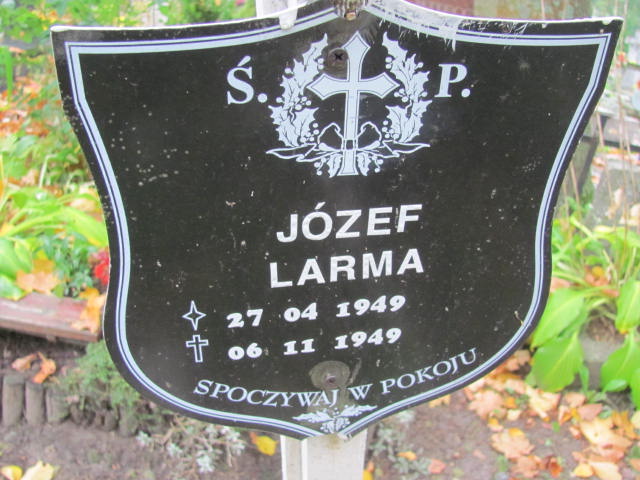 Ś. P.
JÓZEF
LARMA
27 04 1949
06 11 1949
SPOCZYWAJ W POKOJU